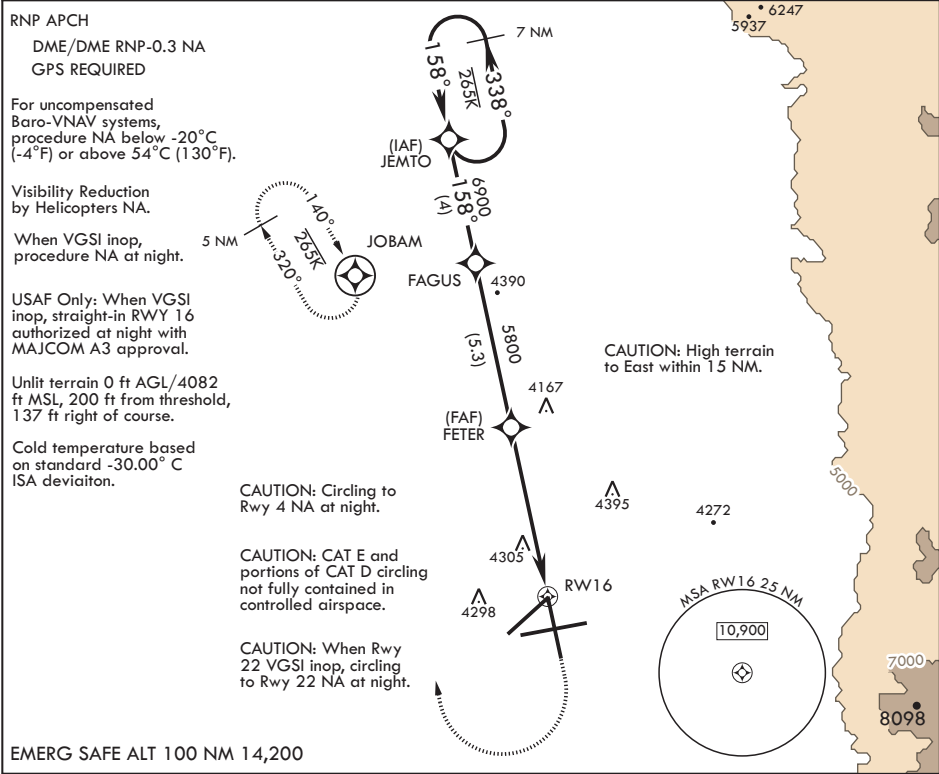 RNP APCH
DME/DME RNP-0.3 NA
GPS REQUIRED
For uncompensated
Baro-VNAV systems,
procedure NA below -20°C
(-4°F) or above 54°C (130°F).
Visibility Reduction
by Helicopters NA.
When VGSI inop,
procedure NA at night.
USAF Only: When VGSI
inop, straight-in RWY 16
authorized at night with
MAJCOM A3 approval.
Unlit terrain 0 ft AGL/4082
ft MSL, 200 ft from threshold,
137 ft right of course.
Cold temperature based
on standard -30.00° C
ISA deviaiton.
6247
5937
7 NM
158°
265K
338°
(IAF)
JEMTO
6900
158°
(4)
140°
265K
320°
5 NM
JOBAM
FAGUS
4390
5800
(5.3)
CAUTION: High terrain
to East within 15 NM.
4167
(FAF)
FETER
5000
4395
4272
CAUTION: Circling to
Rwy 4 NA at night.
4305
CAUTION: CAT E and
portions of CAT D circling
not fully contained in
controlled airspace.
RW16
4298
MSA RW16 25 NM
10,900
CAUTION: When Rwy
22 VGSI inop, circling
to Rwy 22 NA at night.
7000
8098
EMERG SAFE ALT 100 NM 14,200